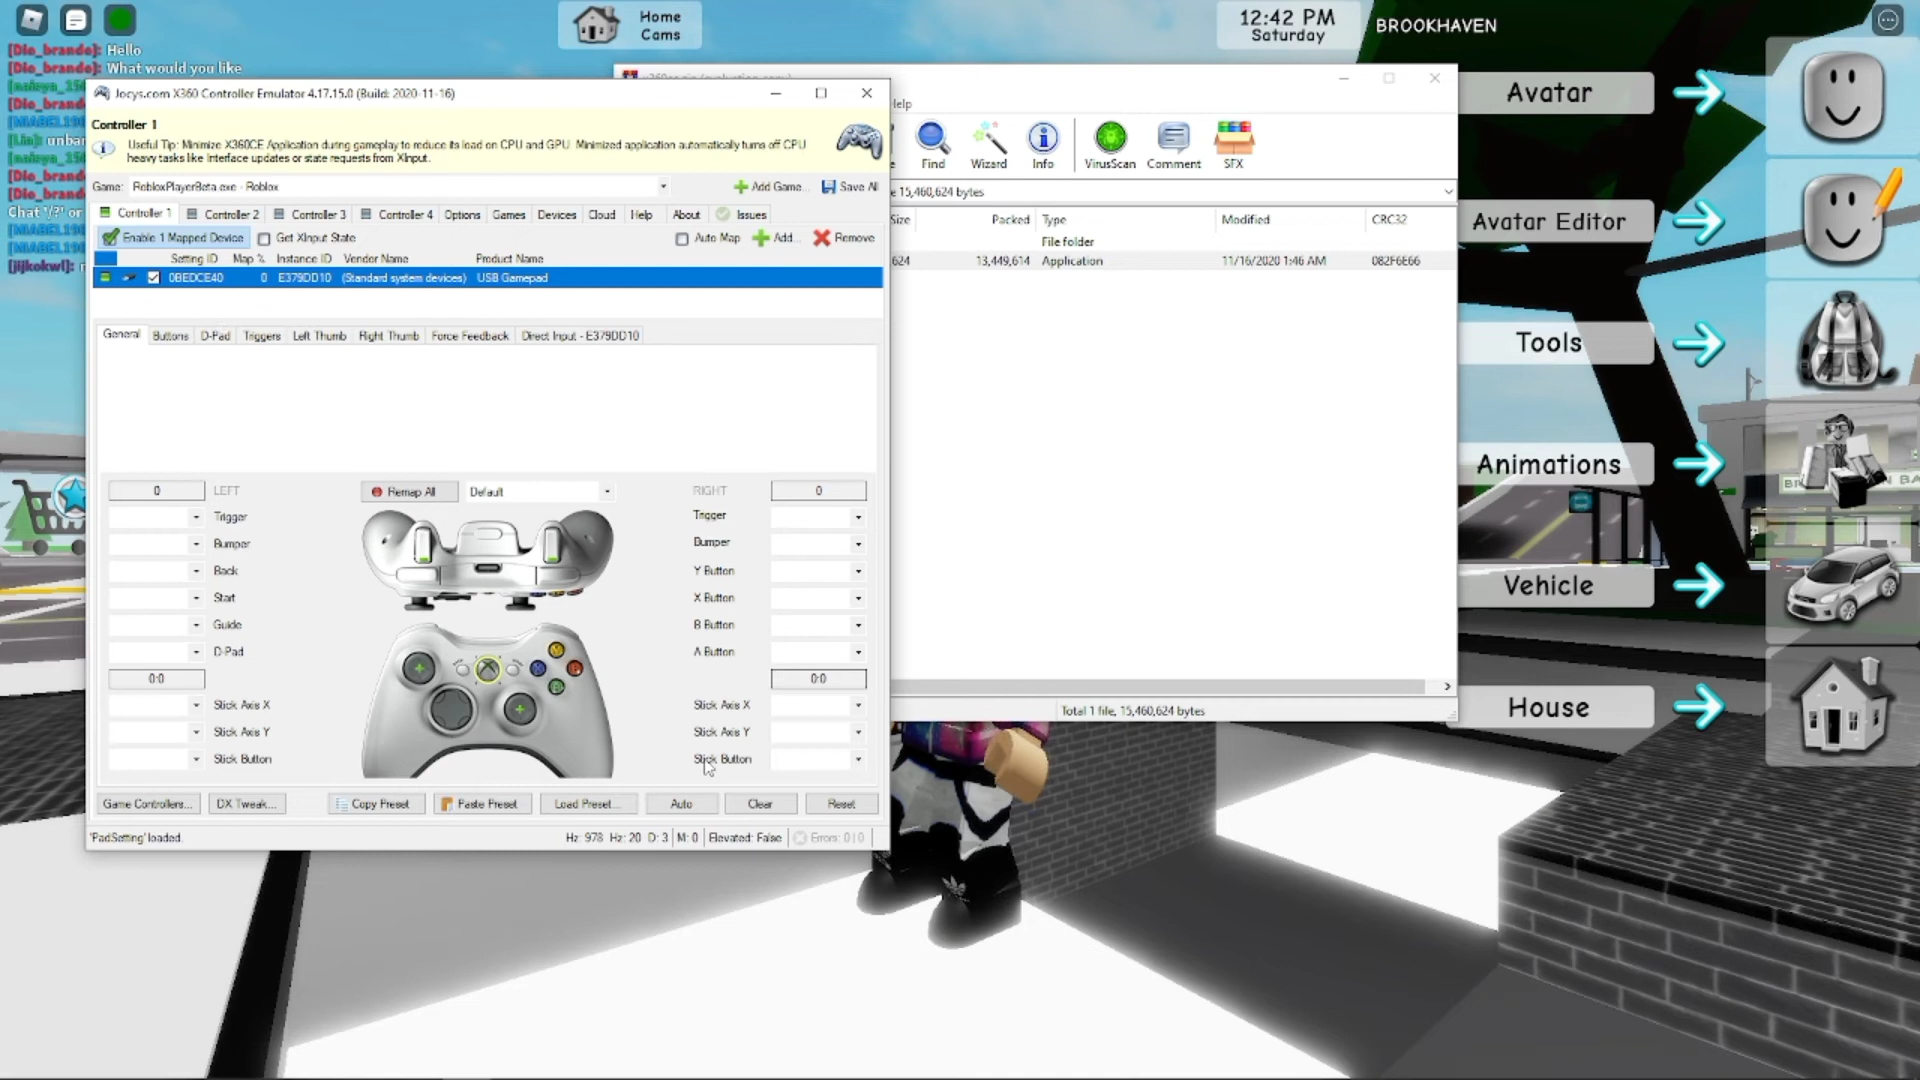 Home
Cams
12:42 PM
Saturday
BROOKHAVEN
[Dio_brando]: Hello
[Dio_brando]: What would you like
Chat '/?' or
[jijkokwl]:
Jocys.com X360 Controller Emulator 4.17.15.0 (Build: 2020-11-16)
Controller 1
Useful Tip: Minimize X360CE Application during gameplay to reduce its load on CPU and GPU. Minimized application automatically turns off CPU
heavy tasks like Interface updates or state requests from XInput.
Game: RobloxPlayerBeta.exe - Roblox Add Game... Save All
Controller 1 Controller 2 Controller 3 Controller 4 Options Games Devices Cloud Help About Issues
Enable 1 Mapped Device Get XInput State Auto Map Add... Remove
Setting ID Map % Instance ID Vendor Name Product Name
0BEDCE40 0 E379DD10 (Standard system devices) USB Gamepad
General Buttons D-Pad Triggers Left Thumb Right Thumb Force Feedback Direct Input - E379DD10
0 LEFT Remap All Default RIGHT 0
Trigger Trigger
Bumper Bumper
Back Y Button
Start X Button
Guide B Button
D-Pad A Button
0:0 0:0
Stick Axis X Stick Axis X
Stick Axis Y Stick Axis Y
Stick Button Stick Button
Game Controllers... DX Tweak... Copy Preset Paste Preset Load Preset... Auto Clear Reset
'PadSetting' loaded. Hz: 978 Hz: 20 D: 3 M: 0 Elevated: False Errors: 0 | 0
Help
Find Wizard Info VirusScan Comment SFX
15,460,624 bytes
Size Packed Type Modified CRC32
File folder
624 13,449,614 Application 11/16/2020 1:46 AM 082F6E66
Total 1 file, 15,460,624 bytes
Avatar
Avatar Editor
Tools
Animations
Vehicle
House